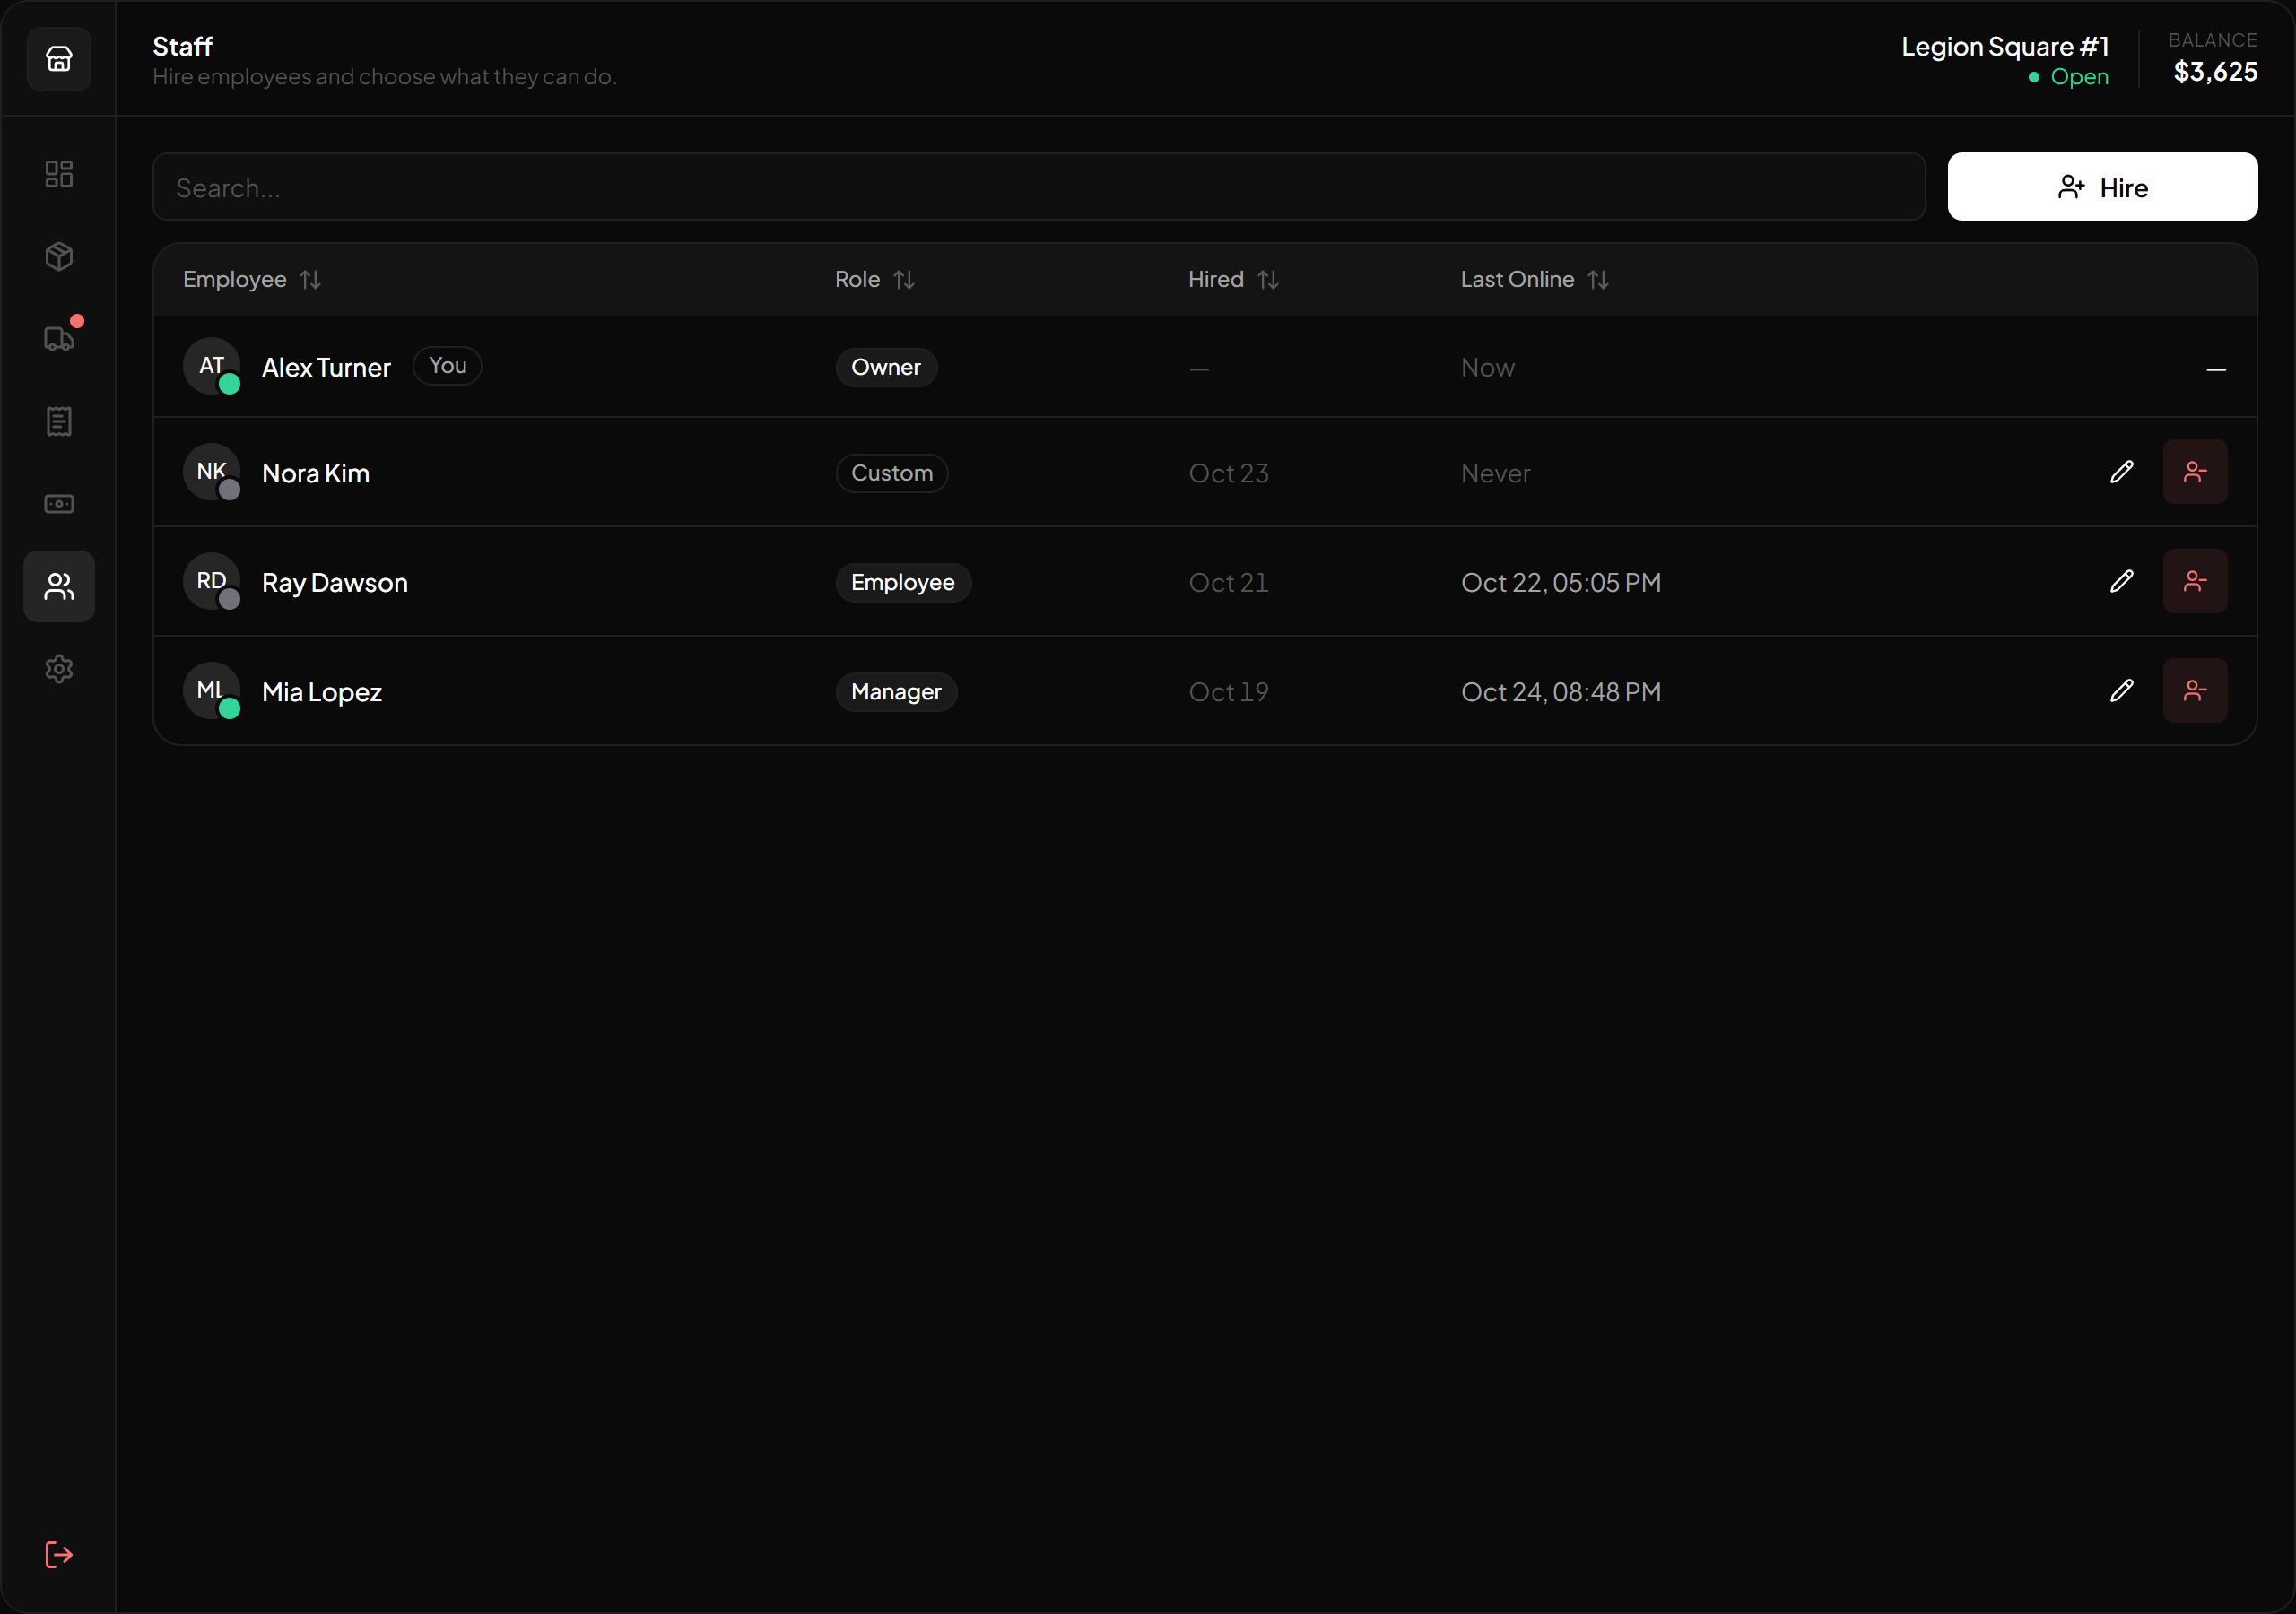 Staff
Hire employees and choose what they can do.
Legion Square #1
Open
BALANCE
$3,625
Search...
Hire
Employee Role Hired Last Online
AT Alex Turner You Owner — Now —
NK Nora Kim Custom Oct 23 Never
RD Ray Dawson Employee Oct 21 Oct 22, 05:05 PM
ML Mia Lopez Manager Oct 19 Oct 24, 08:48 PM